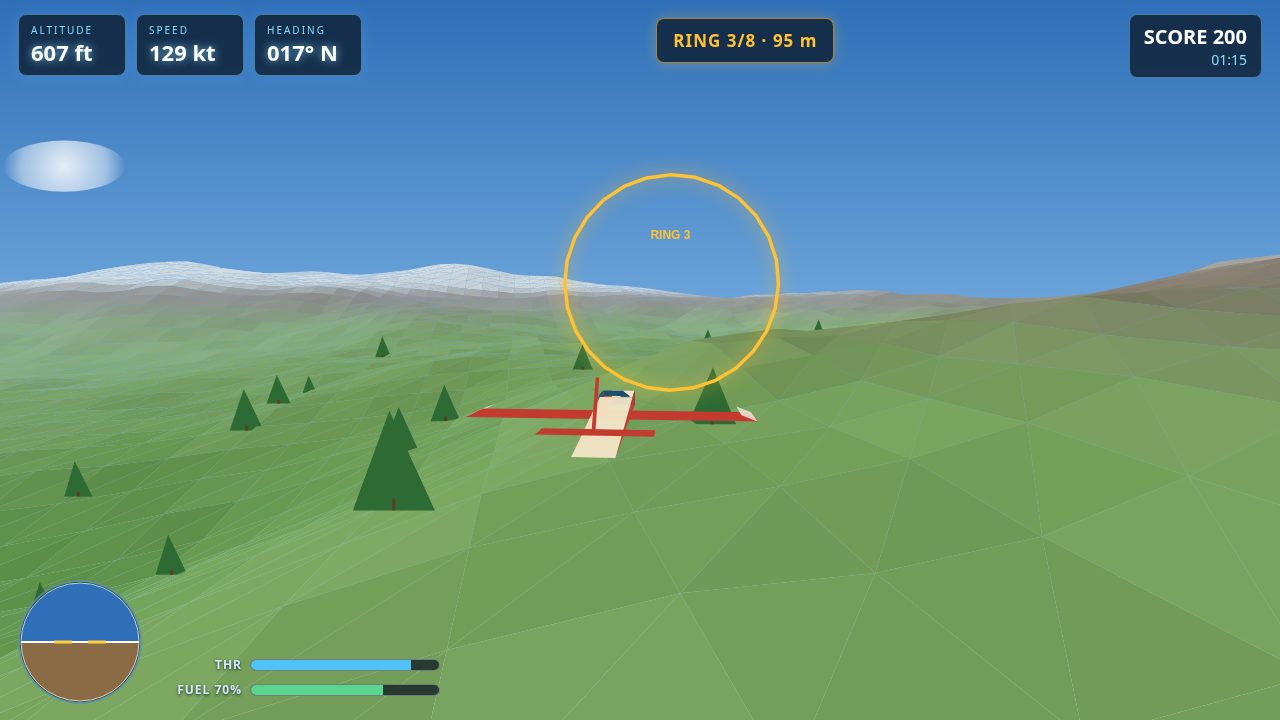 ALTITUDE
607 ft
SPEED
129 kt
HEADING
017° N
RING 3/8 · 95 m
SCORE 200
01:15
RING 3
THR
FUEL 70%